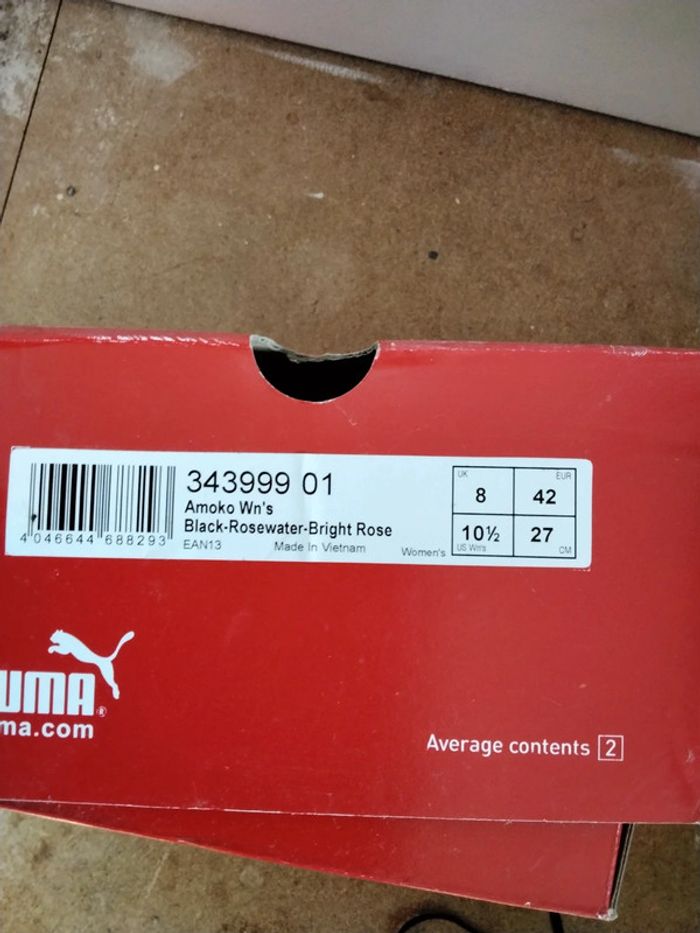 343999 01
Amoko Wn's
Black-Rosewater-Bright Rose
4 046644 688293
EAN13
Made In Vietnam
Women's
UK
8
EUR
42
10½
US Wn's
27
CM
UMA®
ma.com
Average contents 2